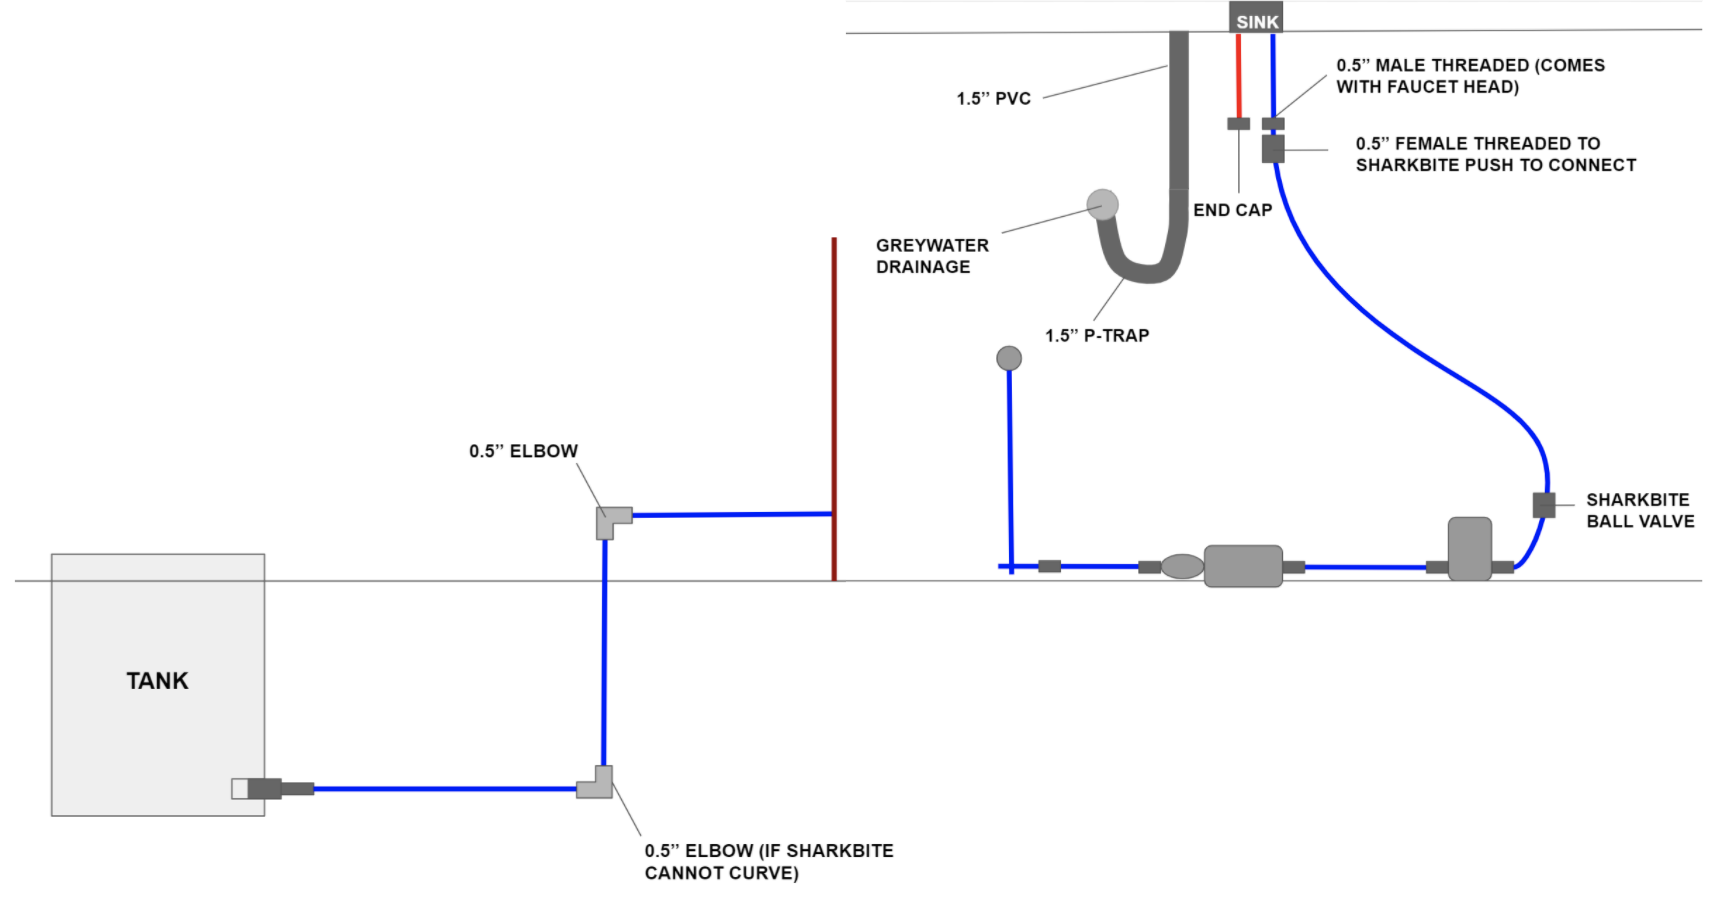 SINK
0.5” MALE THREADED (COMES
WITH FAUCET HEAD)
1.5” PVC
0.5” FEMALE THREADED TO
SHARKBITE PUSH TO CONNECT
END CAP
GREYWATER
DRAINAGE
1.5” P-TRAP
0.5” ELBOW
SHARKBITE
BALL VALVE
TANK
0.5” ELBOW (IF SHARKBITE
CANNOT CURVE)